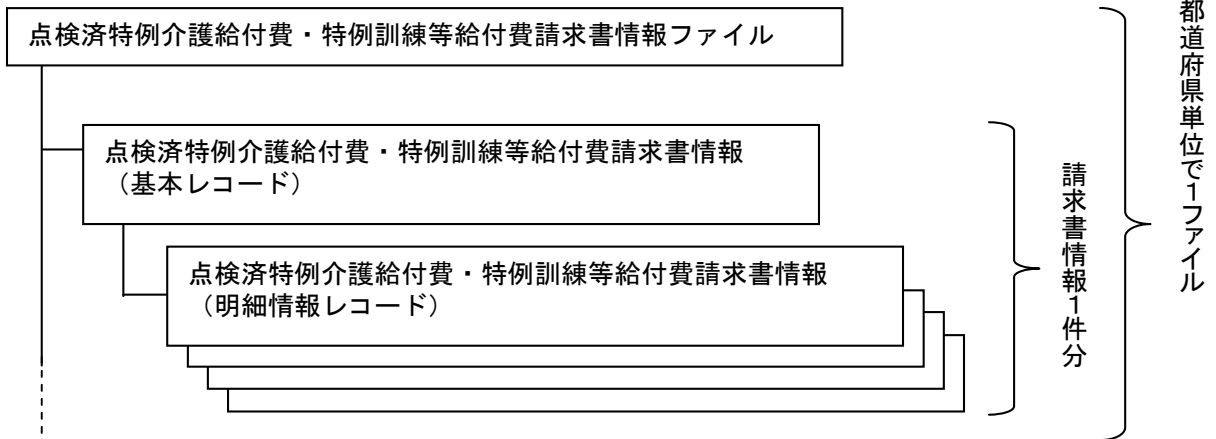 点検済特例介護給付費・特例訓練等給付費請求書情報ファイル
点検済特例介護給付費・特例訓練等給付費請求書情報
（基本レコード）
点検済特例介護給付費・特例訓練等給付費請求書情報
（明細情報レコード）
請求書情報１件分
都道府県単位で１ファイル